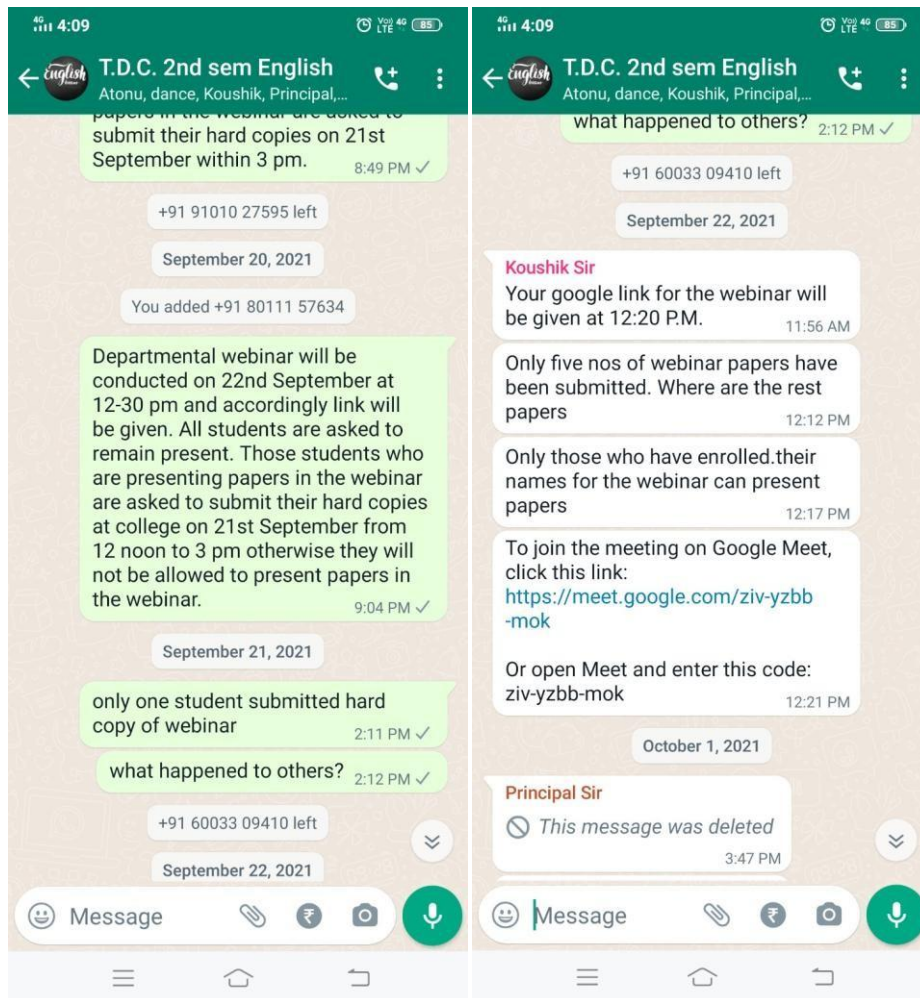 4G 4:09
Vo) LTE 4G 85
English
T.D.C. 2nd sem English
Atonu, dance, Koushik, Principal,...
papers in the webinar are asked to
submit their hard copies on 21st
September within 3 pm.
8:49 PM
+91 91010 27595 left
September 20, 2021
You added +91 80111 57634
Departmental webinar will be
conducted on 22nd September at
12-30 pm and accordingly link will
be given. All students are asked to
remain present. Those students who
are presenting papers in the webinar
are asked to submit their hard copies
at college on 21st September from
12 noon to 3 pm otherwise they will
not be allowed to present papers in
the webinar.
9:04 PM
September 21, 2021
only one student submitted hard
copy of webinar
2:11 PM
what happened to others? 2:12 PM
+91 60033 09410 left
September 22, 2021
Message
4G 4:09
Vo) LTE 4G 85
English
T.D.C. 2nd sem English
Atonu, dance, Koushik, Principal,...
what happened to others? 2:12 PM
+91 60033 09410 left
September 22, 2021
Koushik Sir
Your google link for the webinar will
be given at 12:20 P.M.
11:56 AM
Only five nos of webinar papers have
been submitted. Where are the rest
papers
12:12 PM
Only those who have enrolled.their
names for the webinar can present
papers
12:17 PM
To join the meeting on Google Meet,
click this link:
https://meet.google.com/ziv-yzbb
-mok
Or open Meet and enter this code:
ziv-yzbb-mok
12:21 PM
October 1, 2021
Principal Sir
This message was deleted
3:47 PM
Message